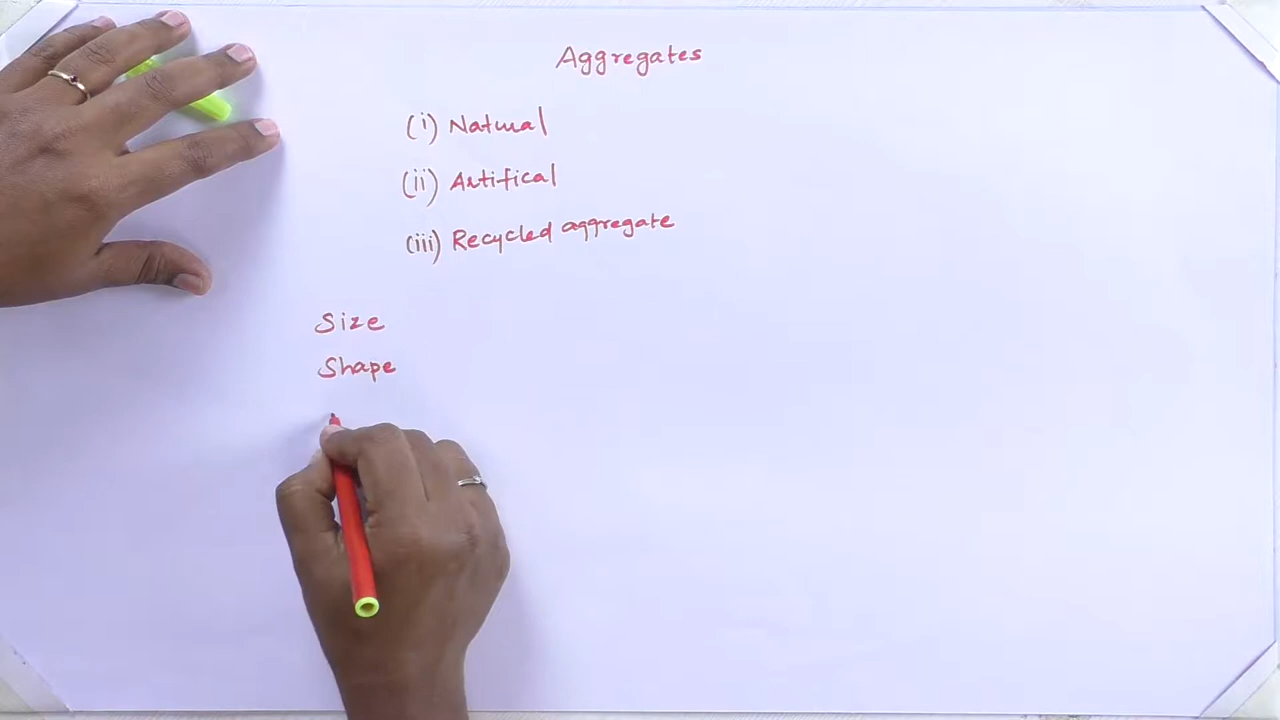 Aggregates
(i) Natural
(ii) Artifical
(iii) Recycled aggregate
Size
Shape